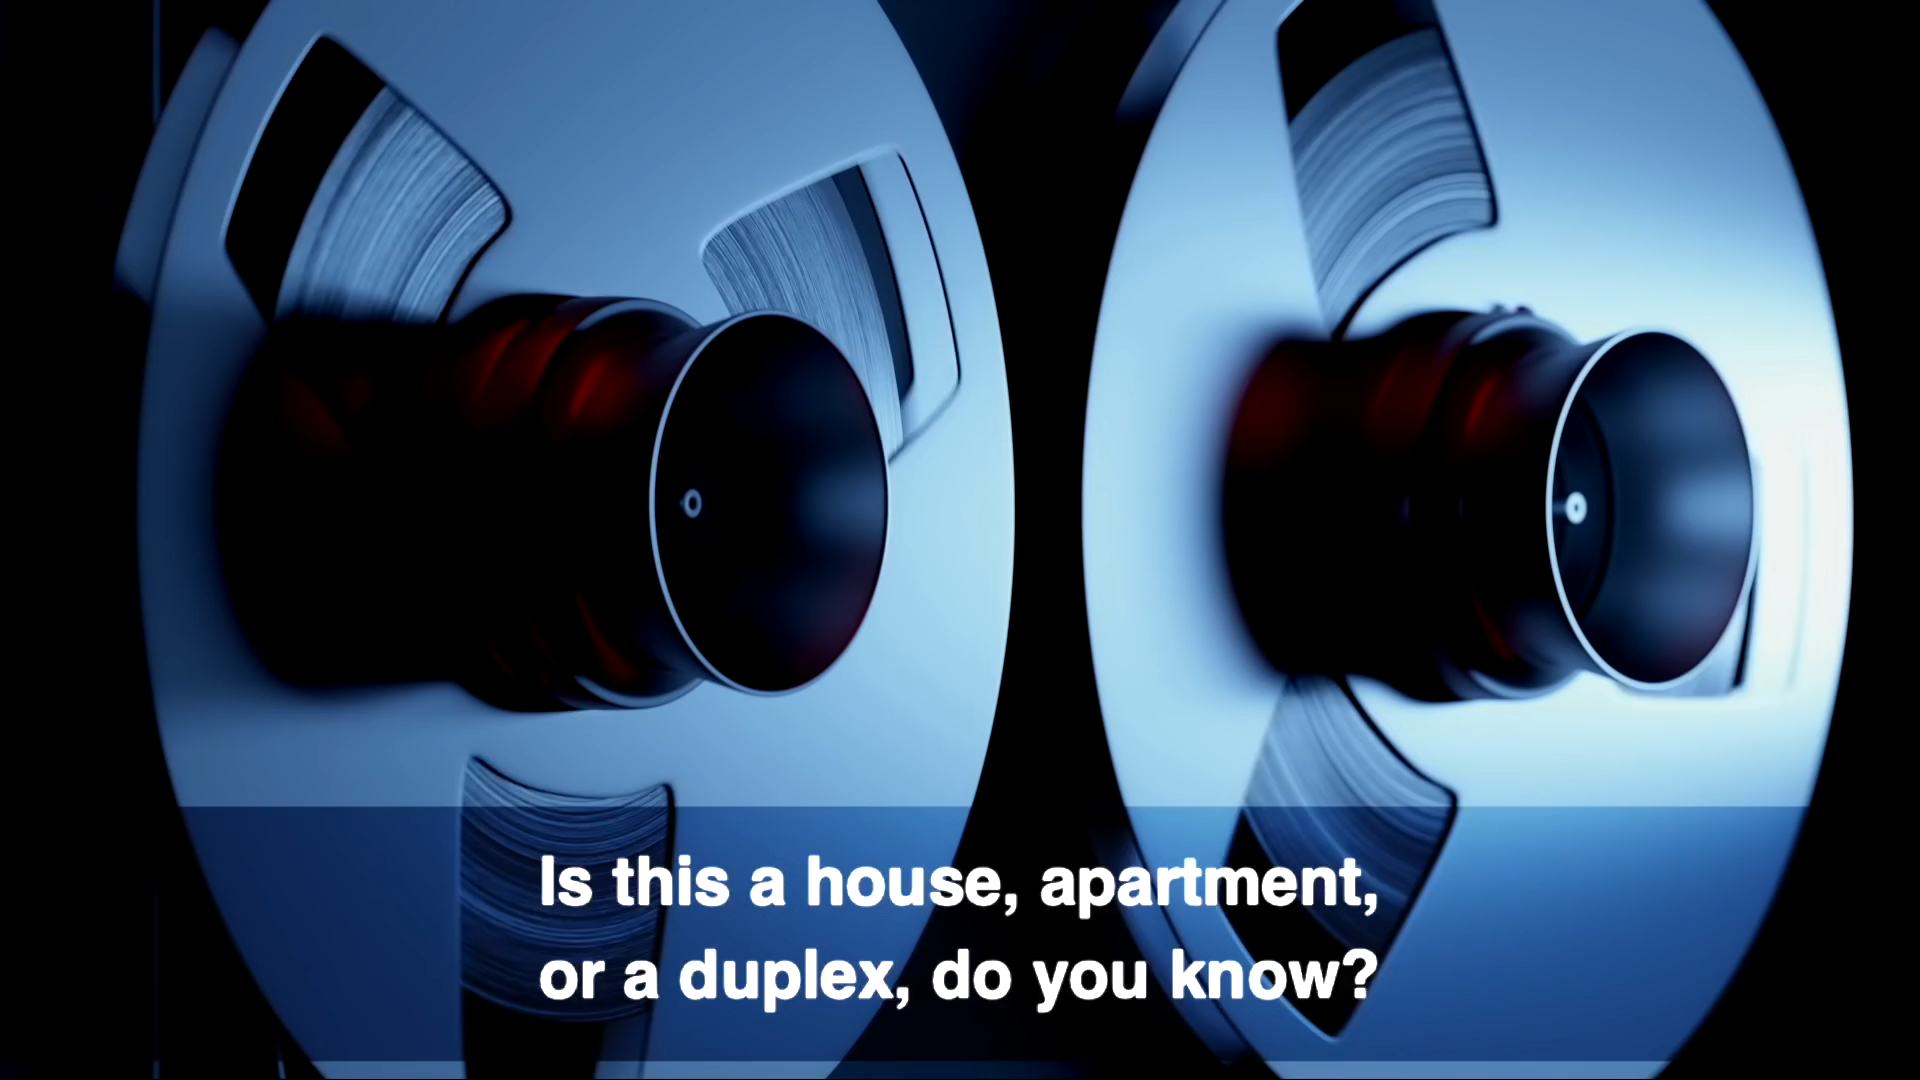 Is this a house, apartment,
or a duplex, do you know?